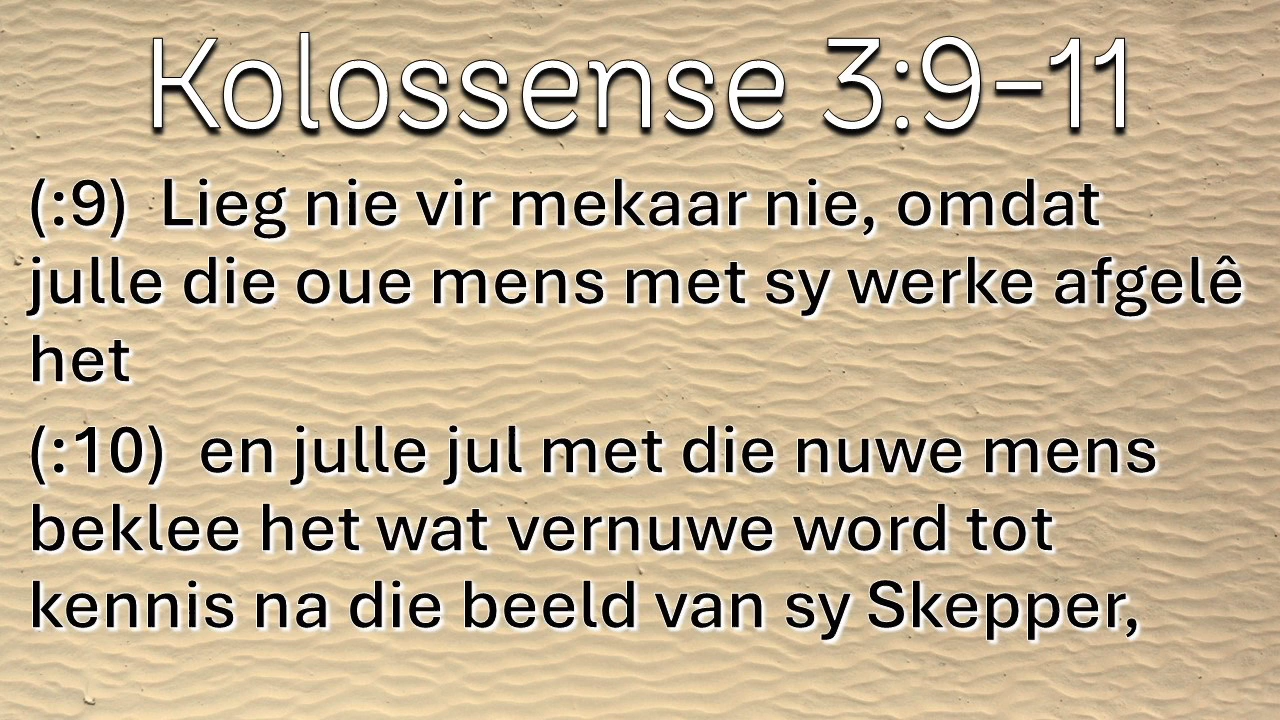 Kolossense 3:9–11
(:9) Lieg nie vir mekaar nie, omdat
julle die oue mens met sy werke afgelê
het
(:10) en julle jul met die nuwe mens
beklee het wat vernuwe word tot
kennis na die beeld van sy Skepper,